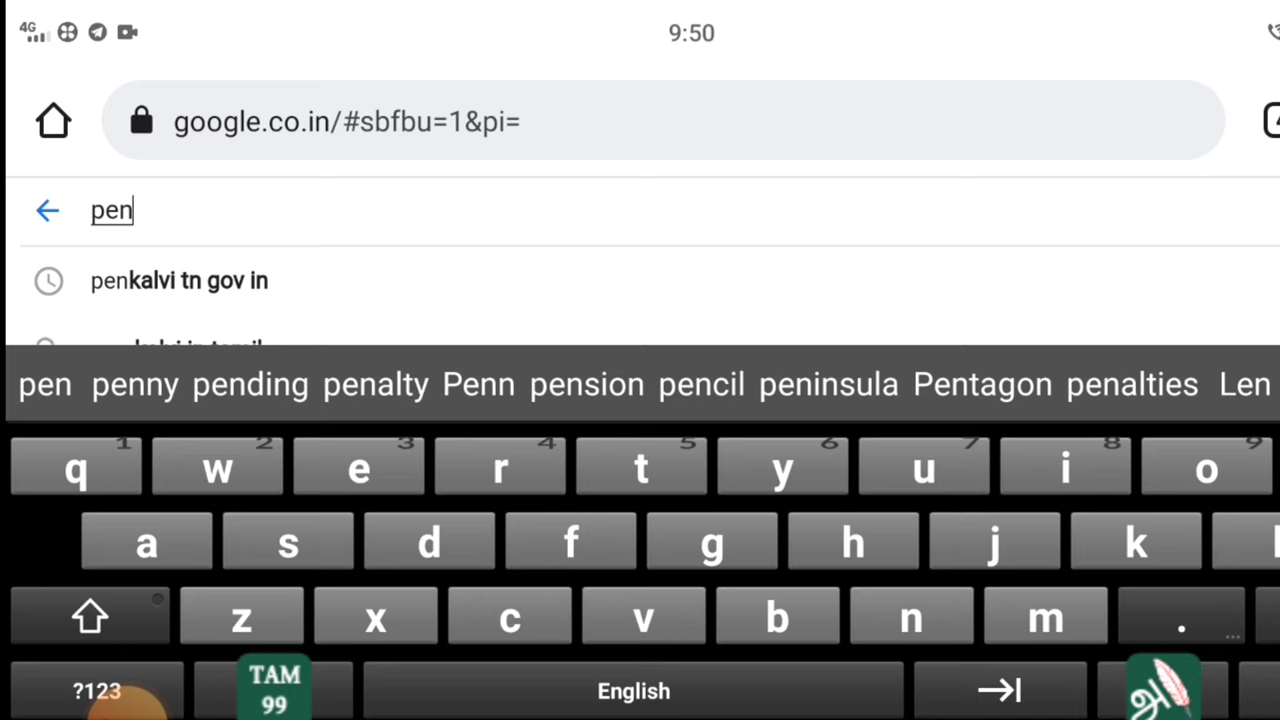 4G 9:50
google.co.in/#sbfbu=1&pi=
pen
penkalvi tn gov in
pen penny pending penalty Penn pension pencil peninsula Pentagon penalties Len
1 2 3 4 5 6 7 8 9
q w e r t y u i o
a s d f g h j k
z x c v b n m . ...
?123 TAM 99 English அ